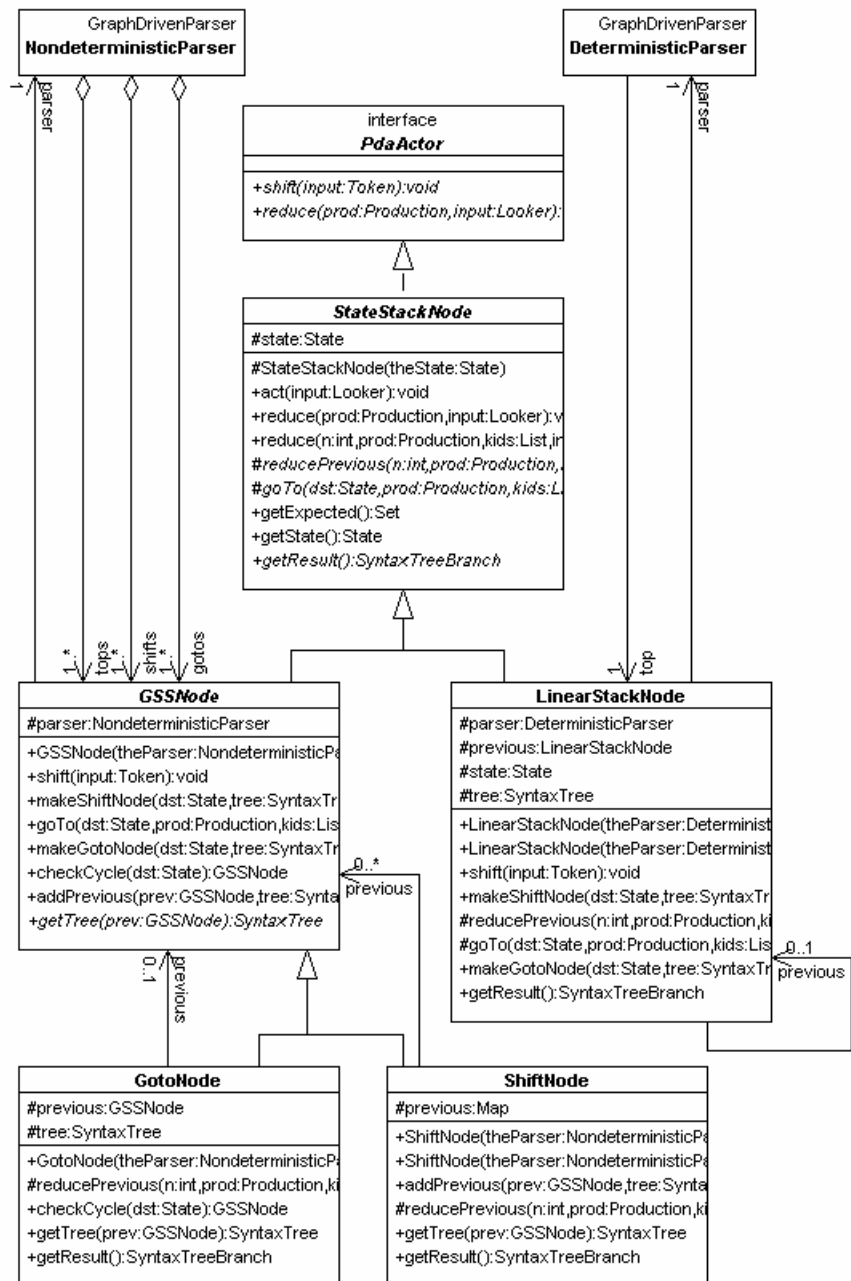 GraphDrivenParser
NondeterministicParser
GraphDrivenParser
DeterministicParser
1
parser
1
parser
interface
PdaActor
+shift(input:Token):void
+reduce(prod:Production,input:Looker):
StateStackNode
#state:State
#StateStackNode(theState:State)
+act(input:Looker):void
+reduce(prod:Production,input:Looker):v
+reduce(n:int,prod:Production,kids:List,in
#reducePrevious(n:int,prod:Production,
#goTo(dst:State,prod:Production,kids:L
+getExpected():Set
+getState():State
+getResult():SyntaxTreeBranch
1..*
tops
1..*
shifts
1..*
gotos
1
top
GSSNode
#parser:NondeterministicParser
+GSSNode(theParser:NondeterministicPa
+shift(input:Token):void
+makeShiftNode(dst:State,tree:SyntaxTr
+goTo(dst:State,prod:Production,kids:Lis
+makeGotoNode(dst:State,tree:SyntaxTr
+checkCycle(dst:State):GSSNode
+addPrevious(prev:GSSNode,tree:Synta
+getTree(prev:GSSNode):SyntaxTree
LinearStackNode
#parser:DeterministicParser
#previous:LinearStackNode
#state:State
#tree:SyntaxTree
+LinearStackNode(theParser:Determinist
+LinearStackNode(theParser:Determinist
+shift(input:Token):void
+makeShiftNode(dst:State,tree:SyntaxTr
#reducePrevious(n:int,prod:Production,ki
#goTo(dst:State,prod:Production,kids:Lis
+makeGotoNode(dst:State,tree:SyntaxTr
+getResult():SyntaxTreeBranch
0..*
previous
0..1
previous
0..1
previous
GotoNode
#previous:GSSNode
#tree:SyntaxTree
+GotoNode(theParser:NondeterministicPa
#reducePrevious(n:int,prod:Production,ki
+checkCycle(dst:State):GSSNode
+getTree(prev:GSSNode):SyntaxTree
+getResult():SyntaxTreeBranch
ShiftNode
#previous:Map
+ShiftNode(theParser:NondeterministicPa
+ShiftNode(theParser:NondeterministicPa
+addPrevious(prev:GSSNode,tree:Synta
#reducePrevious(n:int,prod:Production,ki
+getTree(prev:GSSNode):SyntaxTree
+getResult():SyntaxTreeBranch